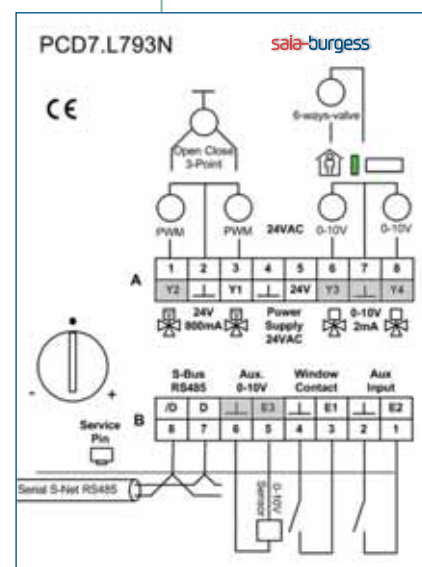 PCD7.L793N
saia-burgess
CE
6-ways-valve
Open Close
3-Point
PWM
PWM
24VAC
0-10V
0-10V
1 2 3 4 5 6 7 8
A
Y2 ⊥ Y1 ⊥ 24V Y3 ⊥ Y4
24V
800mA
Power
Supply
24VAC
0-10V
2mA
- +
S-Bus
RS485
Aux.
0-10V
Window
Contact
Aux
Input
B
/D D ⊥ E3 ⊥ E1 ⊥ E2
8 7 6 5 4 3 2 1
Service
Pin
Serial S-Net RS485
0-10V
Sensor